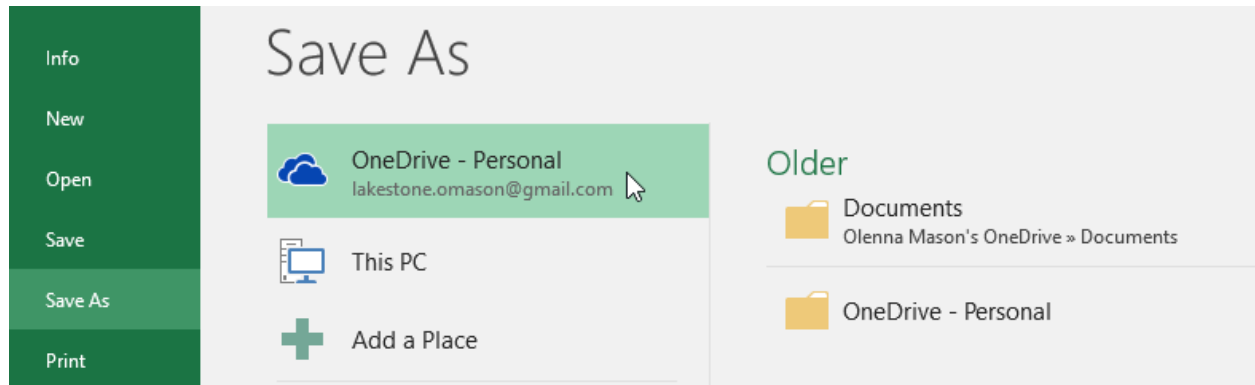 Info
New
Open
Save
Save As
Print
Save As
OneDrive - Personal
lakestone.omason@gmail.com
This PC
Add a Place
Older
Documents
Olenna Mason's OneDrive » Documents
OneDrive - Personal